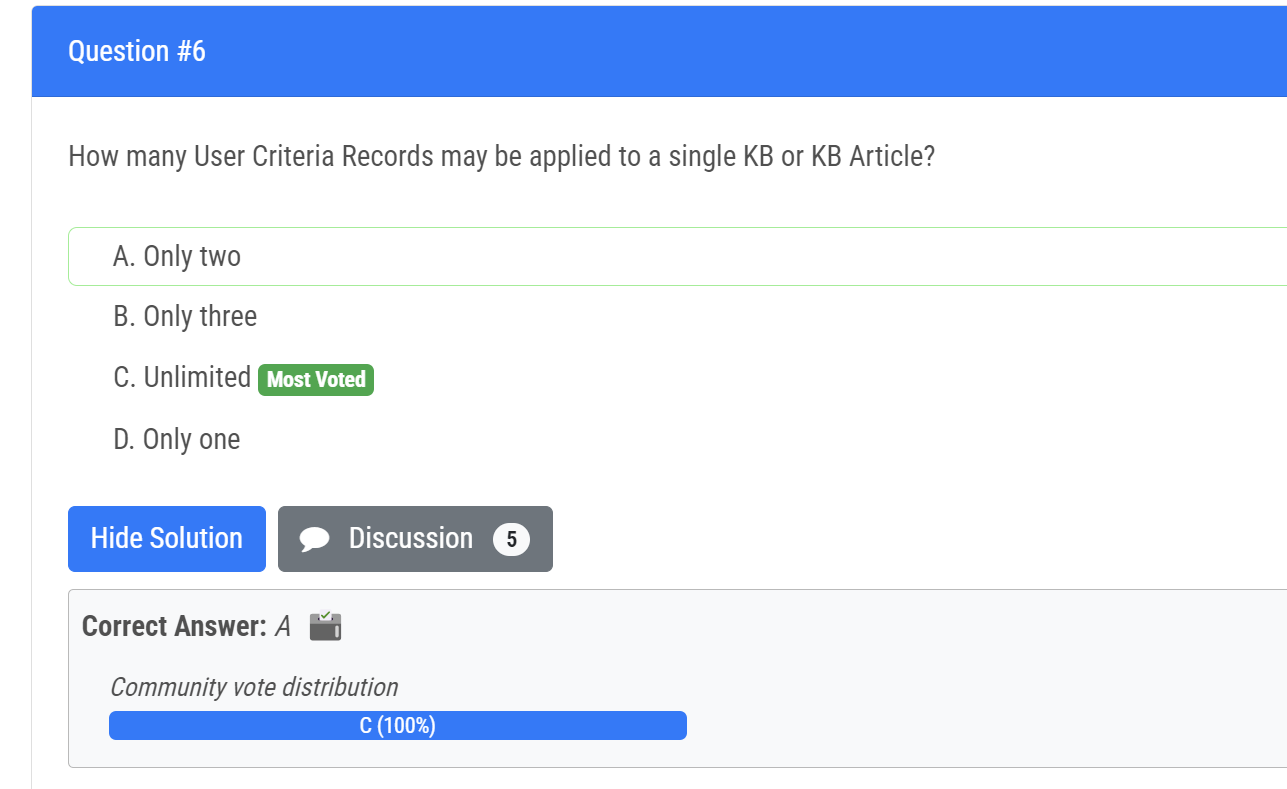 Question #6
How many User Criteria Records may be applied to a single KB or KB Article?
A. Only two
B. Only three
C. Unlimited Most Voted
D. Only one
Hide Solution Discussion 5
Correct Answer: A
Community vote distribution
C (100%)